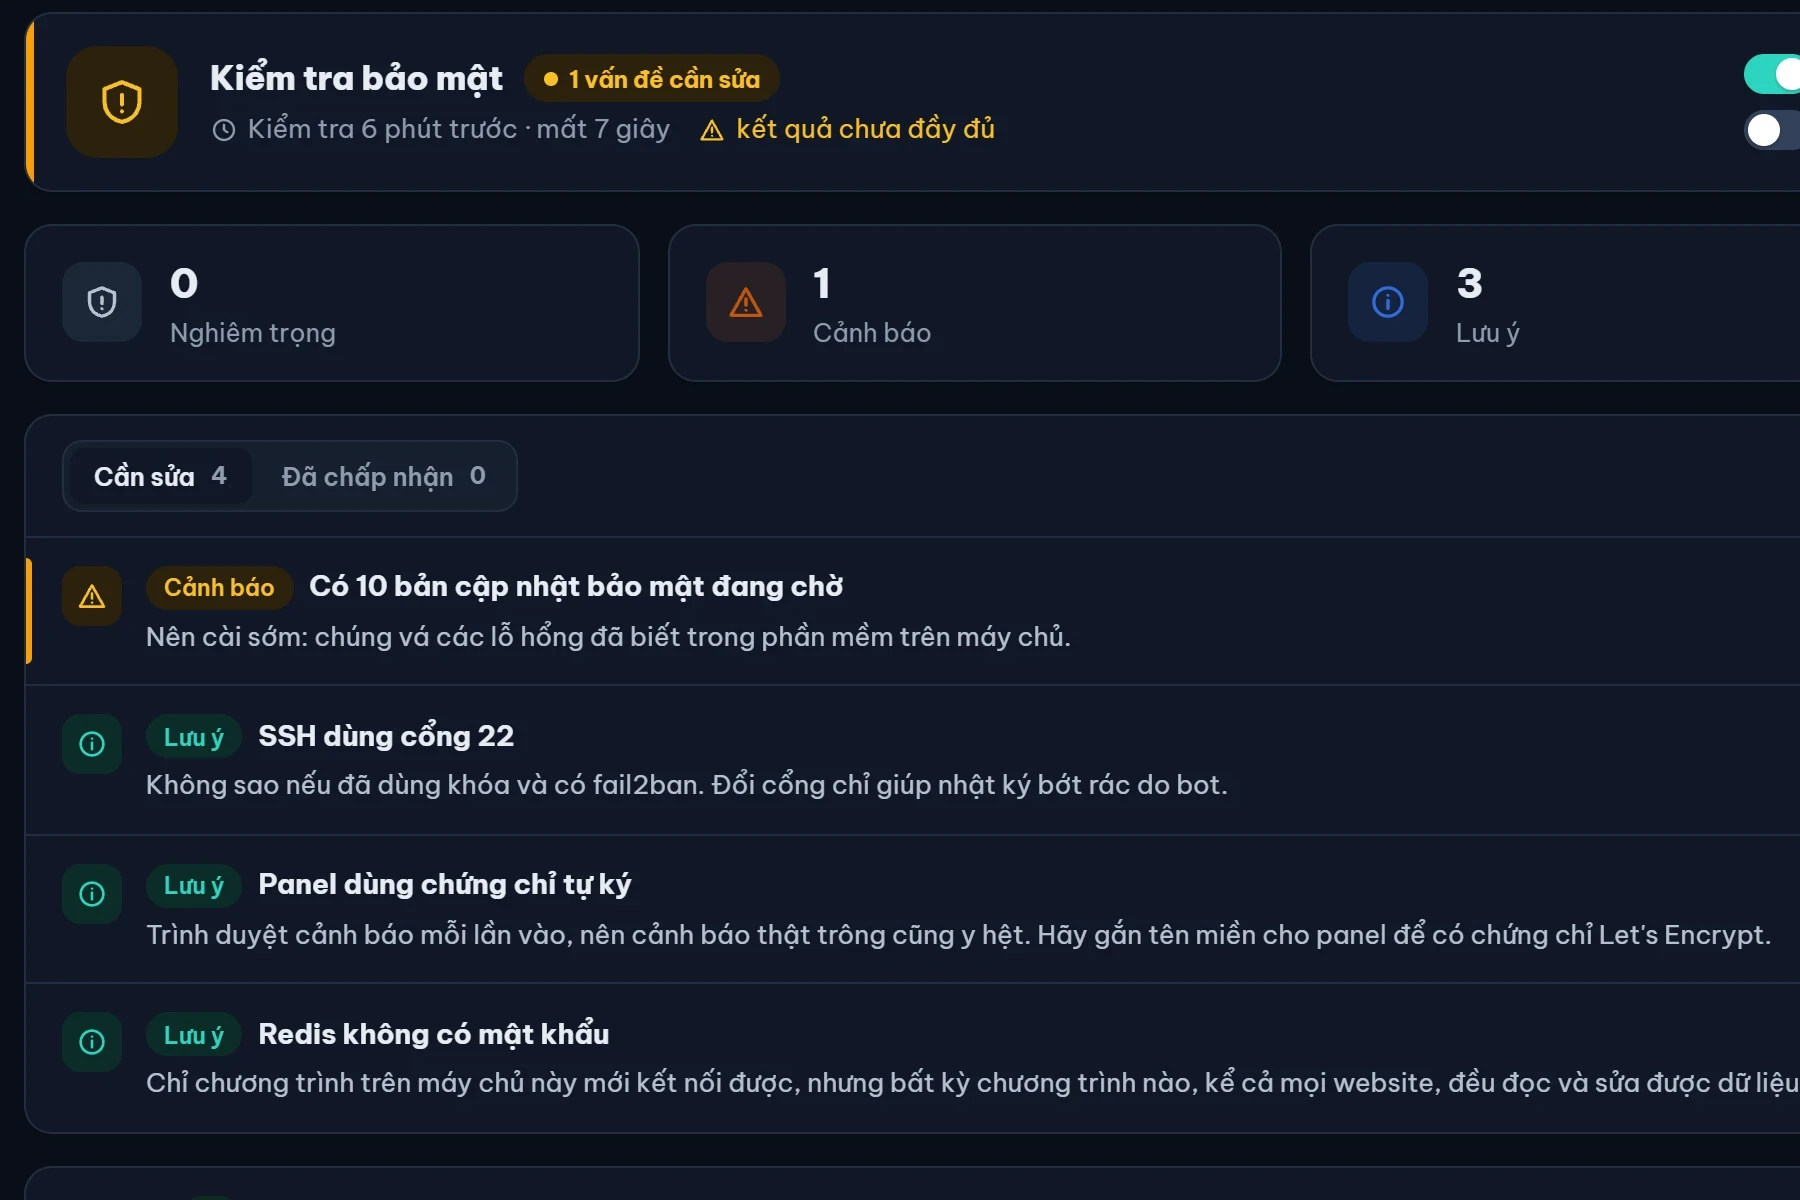 Kiểm tra bảo mật 1 vấn đề cần sửa
Kiểm tra 6 phút trước · mất 7 giây kết quả chưa đầy đủ
0
Nghiêm trọng
1
Cảnh báo
3
Lưu ý
Cần sửa 4 Đã chấp nhận 0
Cảnh báo Có 10 bản cập nhật bảo mật đang chờ
Nên cài sớm: chúng vá các lỗ hổng đã biết trong phần mềm trên máy chủ.
Lưu ý SSH dùng cổng 22
Không sao nếu đã dùng khóa và có fail2ban. Đổi cổng chỉ giúp nhật ký bớt rác do bot.
Lưu ý Panel dùng chứng chỉ tự ký
Trình duyệt cảnh báo mỗi lần vào, nên cảnh báo thật trông cũng y hệt. Hãy gắn tên miền cho panel để có chứng chỉ Let's Encrypt.
Lưu ý Redis không có mật khẩu
Chỉ chương trình trên máy chủ này mới kết nối được, nhưng bất kỳ chương trình nào, kể cả mọi website, đều đọc và sửa được dữ liệu